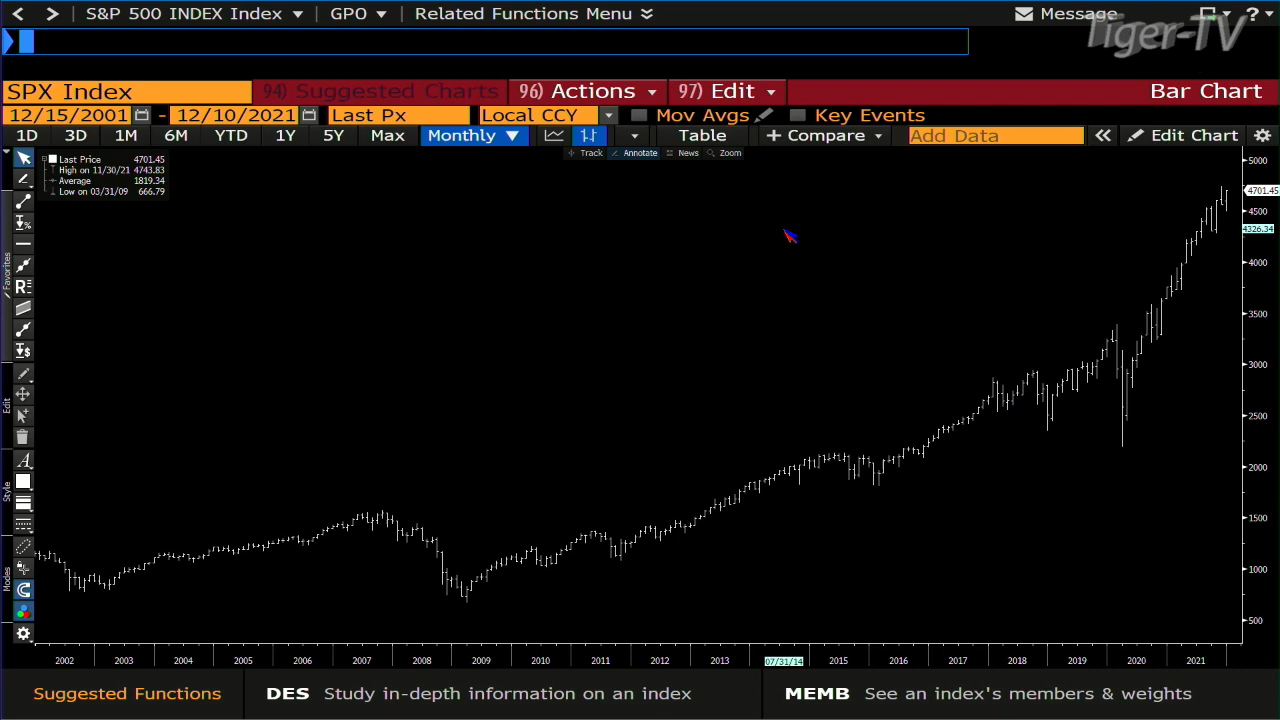 S&P 500 INDEX Index GPO Related Functions Menu Message ?
Tiger-TV
SPX Index 94) Suggested Charts 96) Actions 97) Edit Bar Chart
12/15/2001 - 12/10/2021 Last Px Local CCY Mov Avgs Key Events
1D 3D 1M 6M YTD 1Y 5Y Max Monthly Table + Compare Add Data Edit Chart
Track Annotate News Zoom
Last Price 4701.45
High on 11/30/21 4743.83
Average 1819.34
Low on 03/31/09 666.79
5000
4701.45
4500
4326.34
4000
3500
3000
2500
2000
1500
1000
500
Favorites
Edit
Style
Modes
2002 2003 2004 2005 2006 2007 2008 2009 2010 2011 2012 2013 07/31/14 2015 2016 2017 2018 2019 2020 2021
Suggested Functions DES Study in-depth information on an index MEMB See an index's members & weights